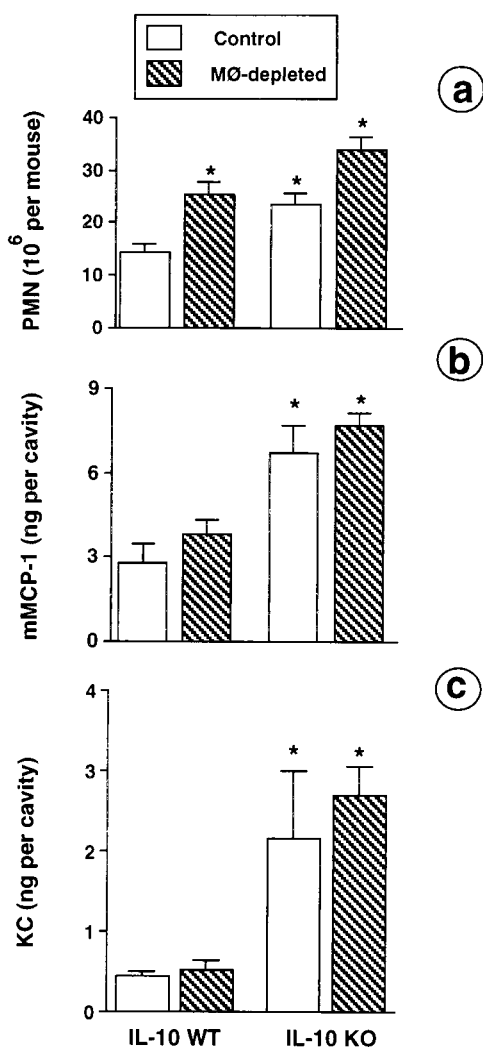 Control
MØ-depleted
a
PMN (10^6 per mouse)
40
30
20
10
0
*
*
*
b
mMCP-1 (ng per cavity)
9
6
3
0
*
*
c
KC (ng per cavity)
4
3
2
1
0
*
*
IL-10 WT
IL-10 KO